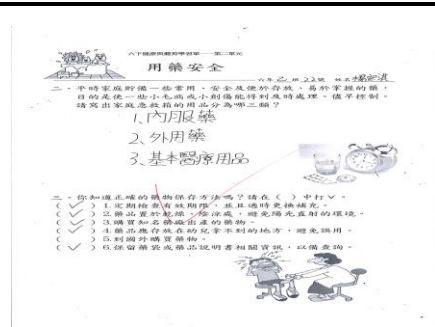 六下健康與體育學習單——第二單元
用藥安全
六年己班22號 姓名
二、平時家庭貯備一些常用、安全及便於存放、易於掌握的藥，
目的是使一些小毛病或小創傷能得到及時處理、儘早控制。
請寫出家庭急救箱的用品分為哪三類？
1、內用服藥
2、外用藥
3、基本醫療用品
三、你知道正確的藥物保存方法嗎？請在（ ）中打ˇ。
（ˇ）1.定期檢查有效期限，並且適時更換補充。
（ˇ）2.藥品置於乾燥、陰涼處，避免陽光直射的環境。
（ˇ）3.購買知名藥廠出產的藥物。
（ˇ）4.藥品應存放在幼兒拿不到的地方，避免誤用。
（ ）5.到國外購買藥物。
（ˇ）6.保留藥袋或藥品說明書相關資訊，以備查詢。